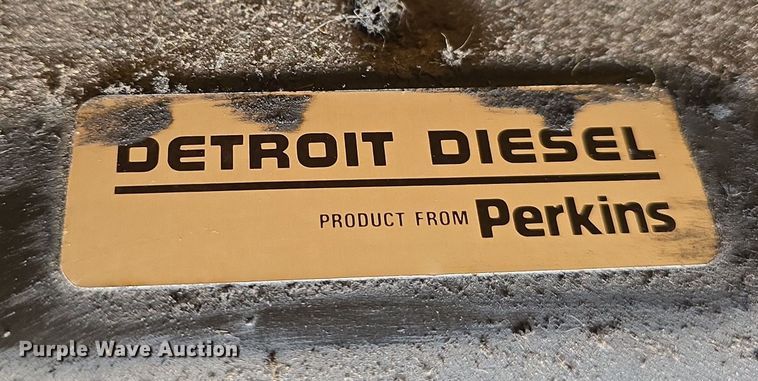 DETROIT DIESEL
PRODUCT FROM Perkins
Purple Wave Auction